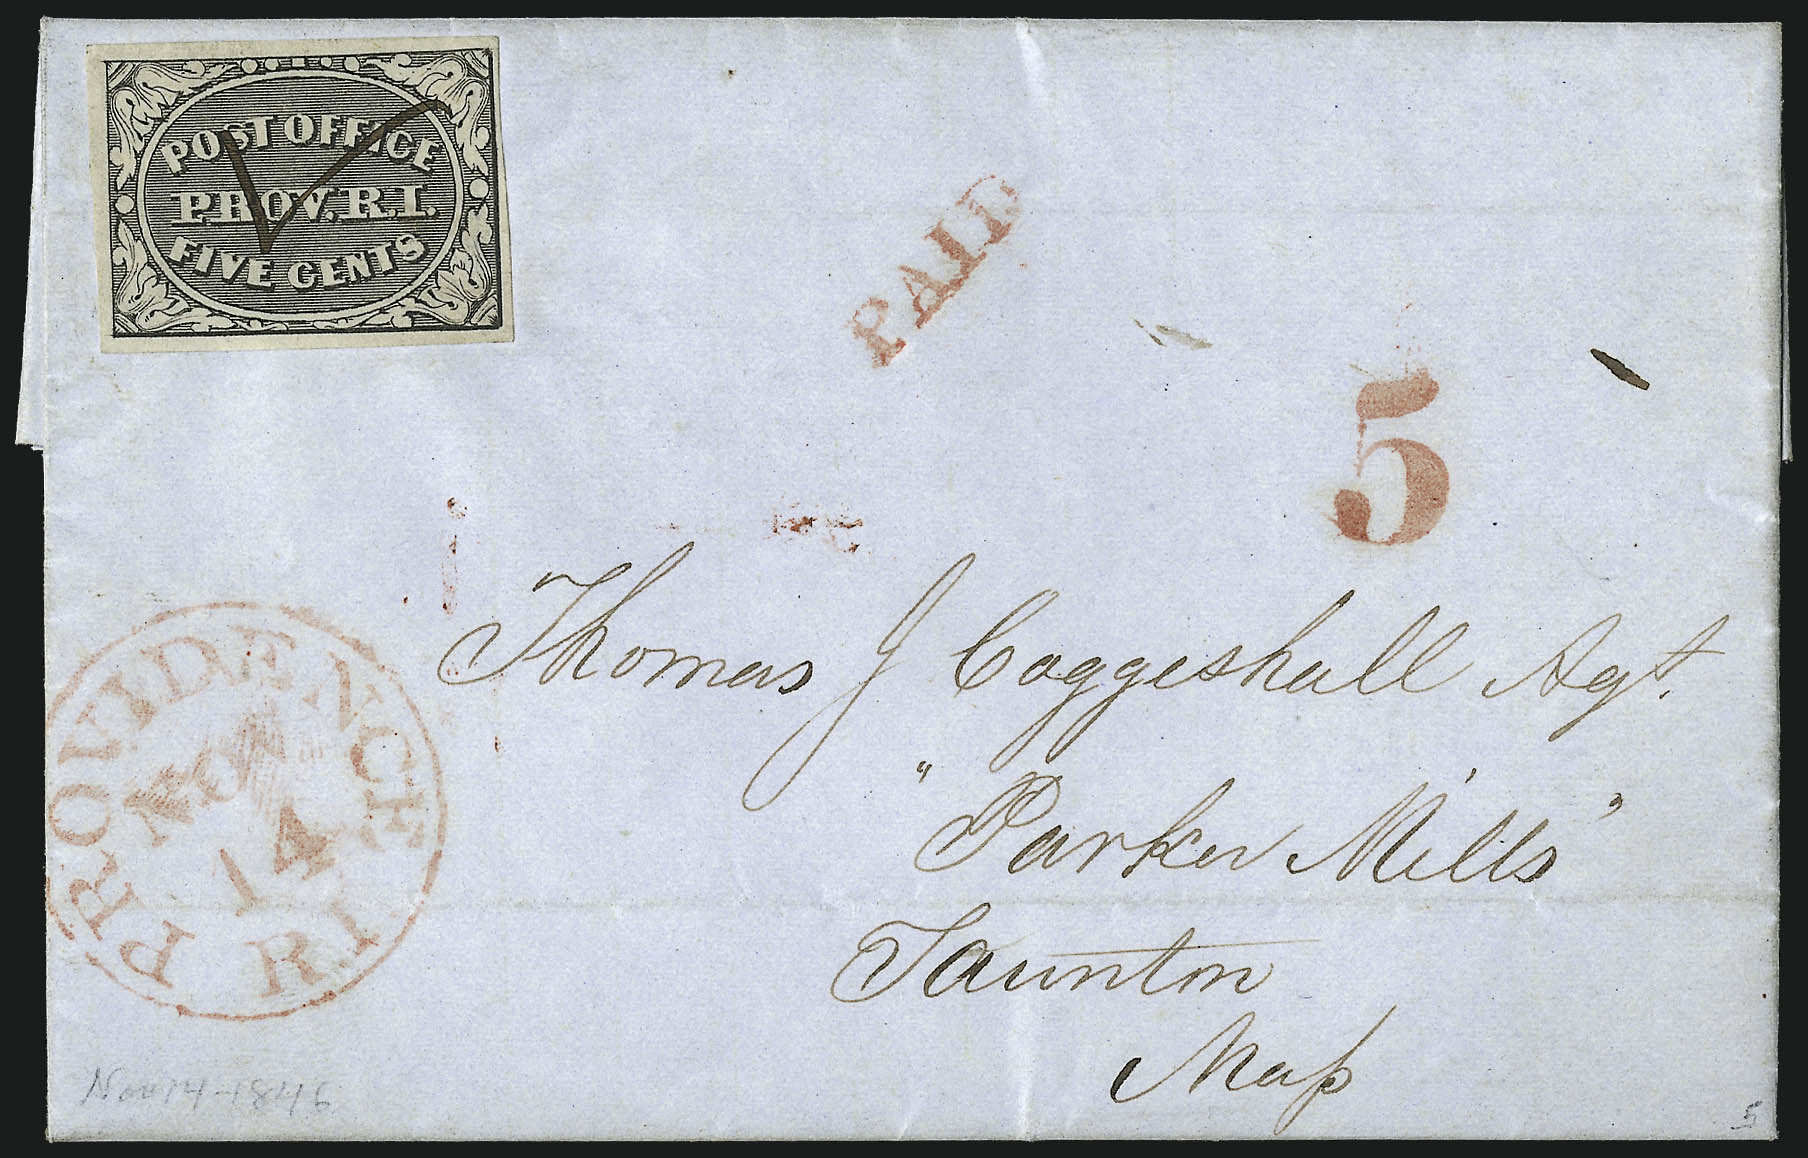 POST OFFICE
PROV. R.I.
FIVE CENTS
PAID
5
Thomas J Coggeshall Agt.
"Parker Mills"
Taunton
Mass
PROVIDENCE
NOV
14
R.I.
Nov 14-1846
5